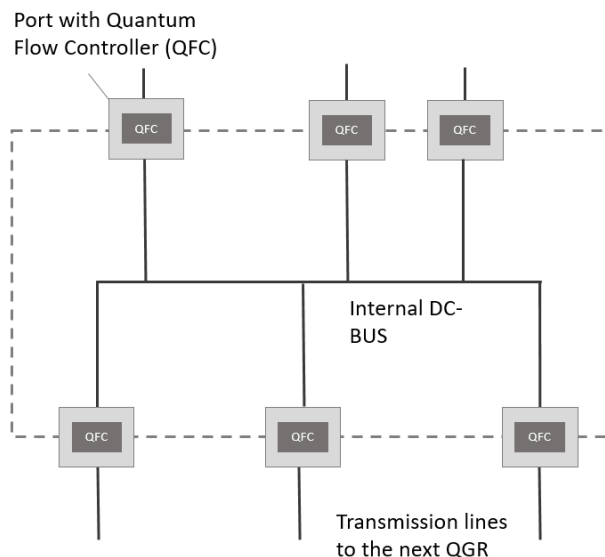 Port with Quantum
Flow Controller (QFC)
QFC
QFC
QFC
Internal DC-
BUS
QFC
QFC
QFC
Transmission lines
to the next QGR